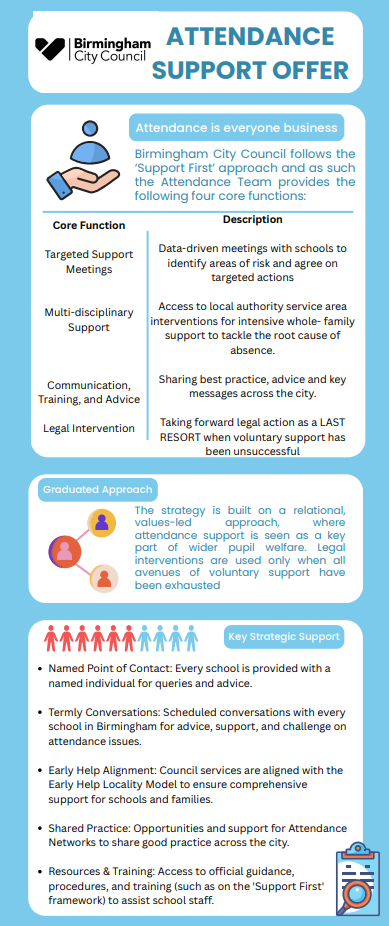 Birmingham
City Council
ATTENDANCE
SUPPORT OFFER
Attendance is everyone business
Birmingham City Council follows the
'Support First' approach and as such
the Attendance Team provides the
following four core functions:
Core Function
Description
Targeted Support
Meetings
Data-driven meetings with schools to
identify areas of risk and agree on
targeted actions
Multi-disciplinary
Support
Access to local authority service area
interventions for intensive whole- family
support to tackle the root cause of
absence.
Communication,
Training, and Advice
Sharing best practice, advice and key
messages across the city.
Legal Intervention
Taking forward legal action as a LAST
RESORT when voluntary support has
been unsuccessful
Graduated Approach
The strategy is built on a relational,
values-led approach, where
attendance support is seen as a key
part of wider pupil welfare. Legal
interventions are used only when all
avenues of voluntary support have
been exhausted
Key Strategic Support
• Named Point of Contact: Every school is provided with a
named individual for queries and advice.
• Termly Conversations: Scheduled conversations with every
school in Birmingham for advice, support, and challenge on
attendance issues.
• Early Help Alignment: Council services are aligned with the
Early Help Locality Model to ensure comprehensive
support for schools and families.
• Shared Practice: Opportunities and support for Attendance
Networks to share good practice across the city.
• Resources & Training: Access to official guidance,
procedures, and training (such as on the 'Support First'
framework) to assist school staff.